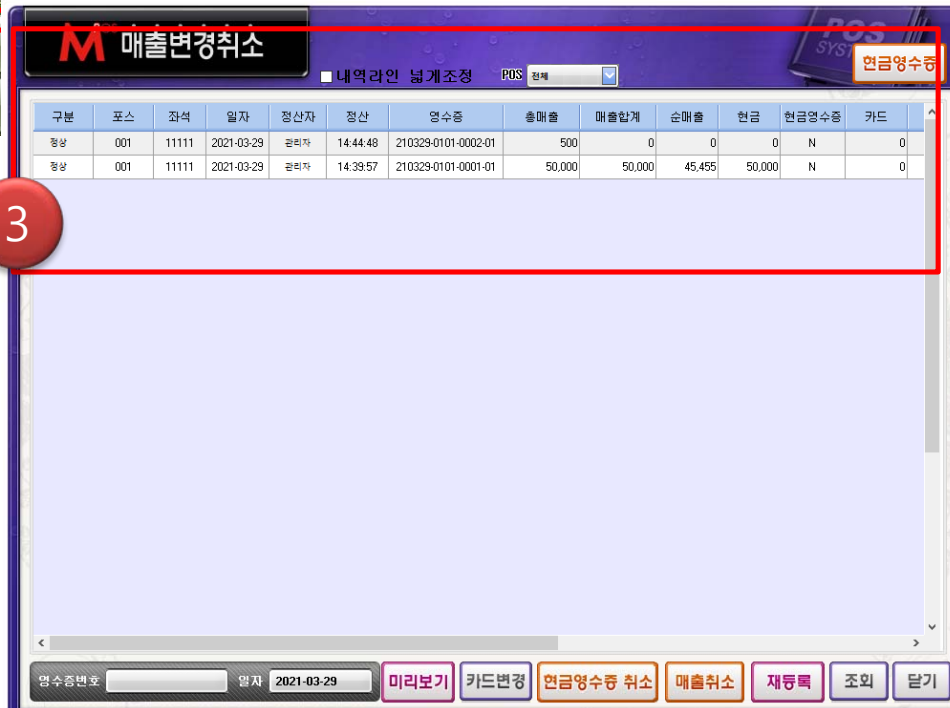 M 매출변경취소
POS
SYST
현금영수증
내역라인 넓게조정 POS 전체
구분 포스 좌석 일자 정산자 정산 영수증 총매출 매출합계 순매출 현금 현금영수증 카드
정상 001 11111 2021-03-29 관리자 14:44:48 210329-0101-0002-01 500 0 0 0 N 0
정상 001 11111 2021-03-29 관리자 14:39:57 210329-0101-0001-01 50,000 50,000 45,455 50,000 N 0
3
영수증번호 일자 2021-03-29 미리보기 카드변경 현금영수증 취소 매출취소 재등록 조회 닫기